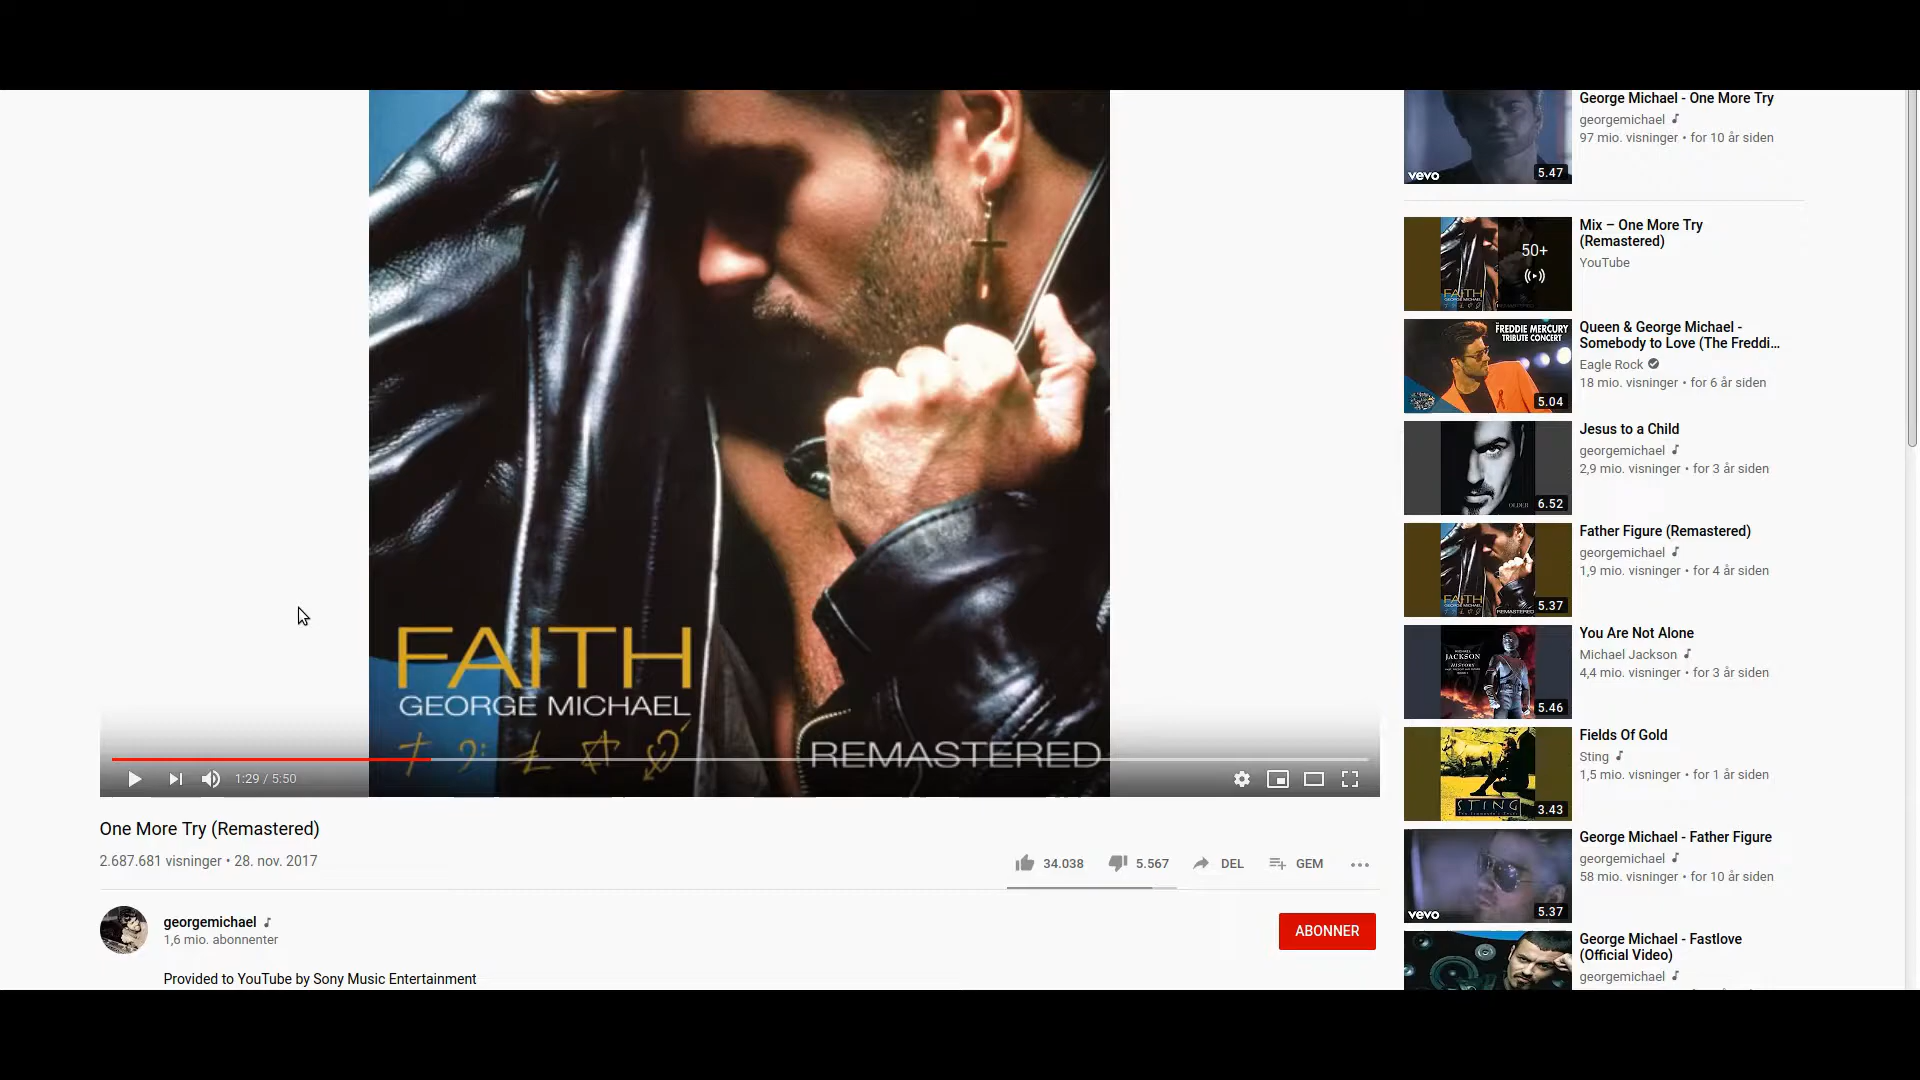 FAITH
GEORGE MICHAEL
REMASTERED
1:29 / 5:50
One More Try (Remastered)
2.687.681 visninger • 28. nov. 2017
34.038
5.567
DEL
GEM
georgemichael
1,6 mio. abonnenter
ABONNER
Provided to YouTube by Sony Music Entertainment
vevo
5.47
George Michael - One More Try
georgemichael
97 mio. visninger • for 10 år siden
50+
FAITH
Mix – One More Try
(Remastered)
YouTube
FREDDIE MERCURY
TRIBUTE CONCERT
5.04
Queen & George Michael -
Somebody to Love (The Freddi...
Eagle Rock
18 mio. visninger • for 6 år siden
OLDER
6.52
Jesus to a Child
georgemichael
2,9 mio. visninger • for 3 år siden
FAITH
GEORGE MICHAEL
REMASTERED
5.37
Father Figure (Remastered)
georgemichael
1,9 mio. visninger • for 4 år siden
MICHAEL
JACKSON
HISTORY
5.46
You Are Not Alone
Michael Jackson
4,4 mio. visninger • for 3 år siden
STING
3.43
Fields Of Gold
Sting
1,5 mio. visninger • for 1 år siden
vevo
5.37
George Michael - Father Figure
georgemichael
58 mio. visninger • for 10 år siden
George Michael - Fastlove
(Official Video)
georgemichael